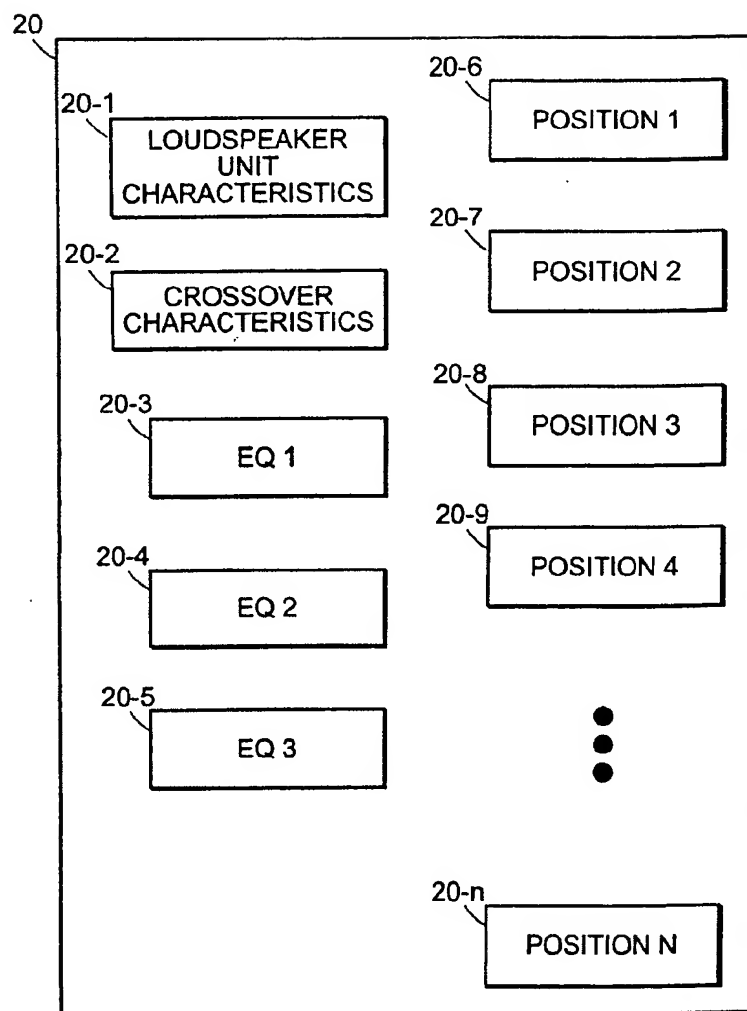 20
20-1
LOUDSPEAKER
UNIT
CHARACTERISTICS
20-2
CROSSOVER
CHARACTERISTICS
20-3
EQ 1
20-4
EQ 2
20-5
EQ 3
20-6
POSITION 1
20-7
POSITION 2
20-8
POSITION 3
20-9
POSITION 4
20-n
POSITION N